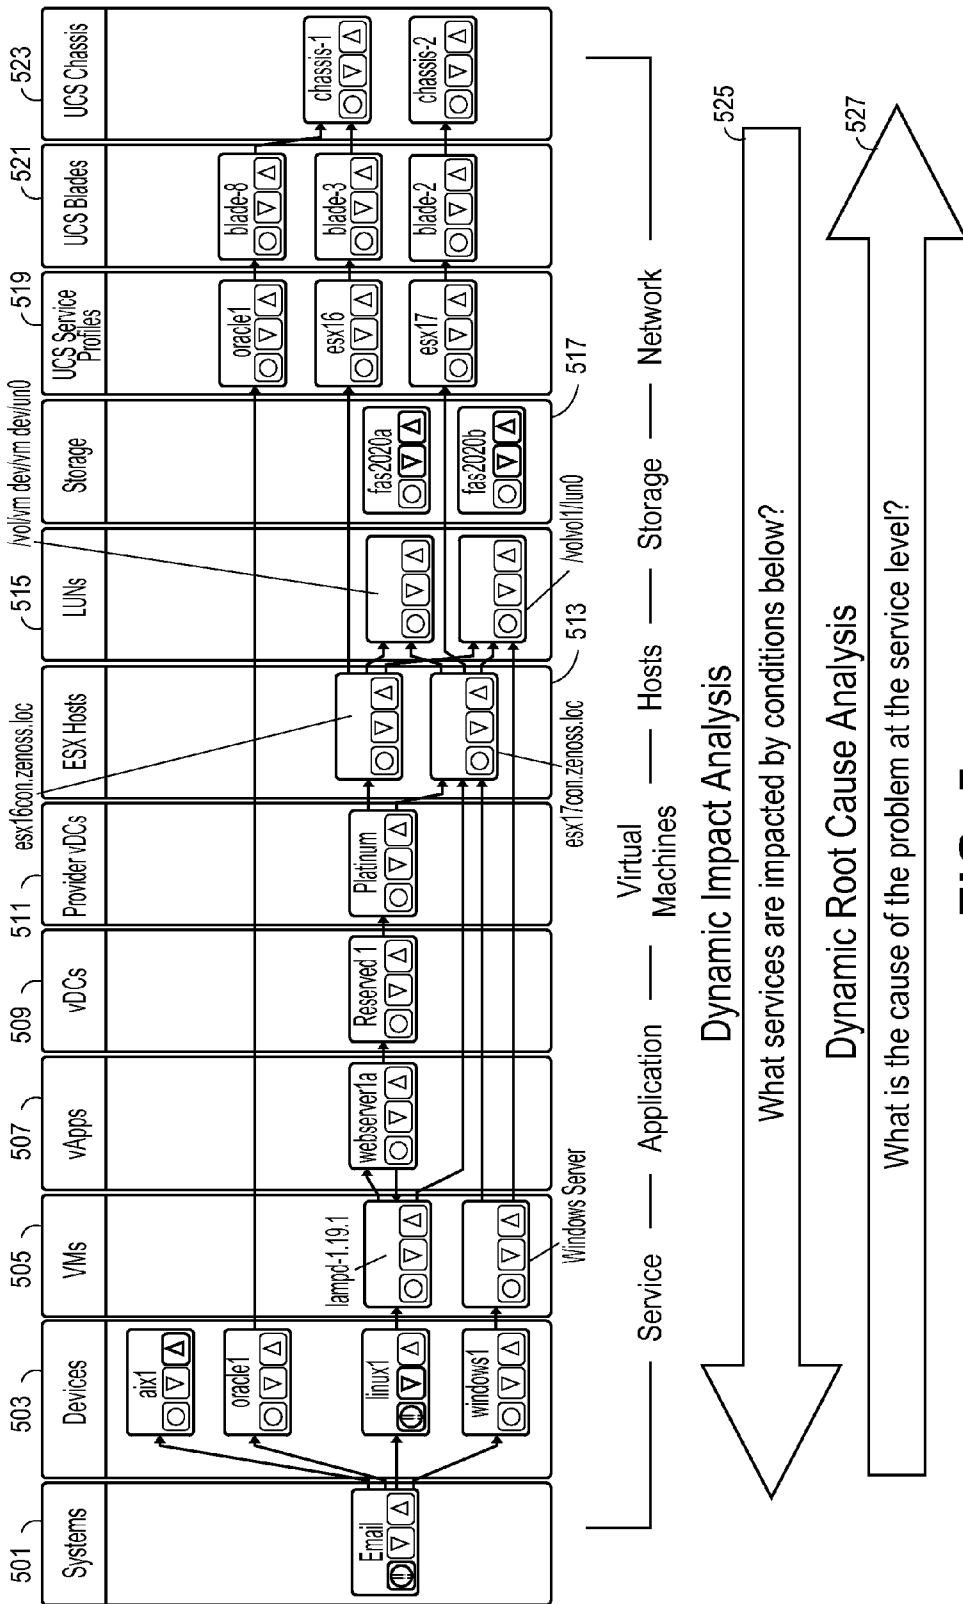 501
503
505
507
509
511
515
519
521
523
esx16con.zenoss.loc
/vol/vm dev/vm dev/un0
Systems
Devices
VMs
vApps
vDCs
Provider vDCs
ESX Hosts
LUNs
Storage
UCS Service
Profiles
UCS Blades
UCS Chassis
Email
aix1
oracle1
linux1
windows1
lampd-1.19.1
Windows Server
webserver1a
Reserved 1
Platinum
esx17con.zenoss.loc
513
/volvol1/lun0
fas2020a
fas2020b
517
oracle1
esx16
esx17
blade-8
blade-3
blade-2
chassis-1
chassis-2
Service — Application — Virtual
Machines — Hosts — Storage — Network
Dynamic Impact Analysis
525
What services are impacted by conditions below?
Dynamic Root Cause Analysis
527
What is the cause of the problem at the service level?